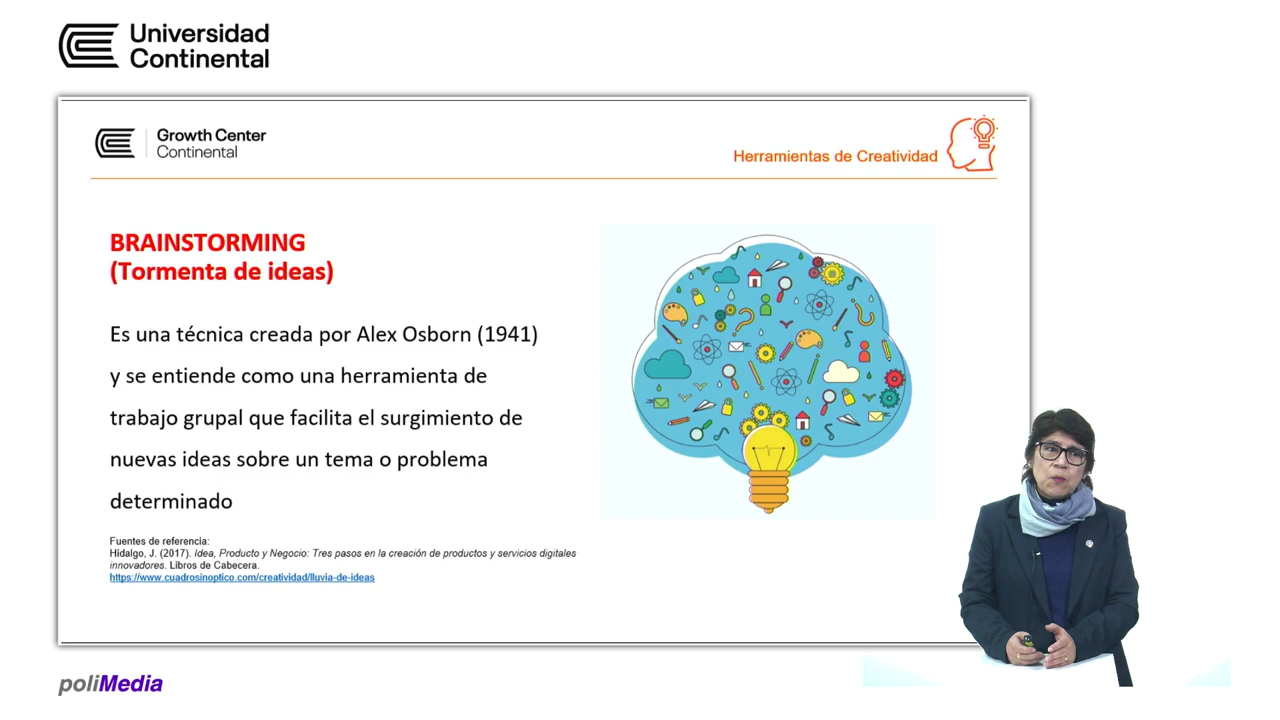 Universidad
Continental
Growth Center
Continental
Herramientas de Creatividad
BRAINSTORMING
(Tormenta de ideas)
Es una técnica creada por Alex Osborn (1941)
y se entiende como una herramienta de
trabajo grupal que facilita el surgimiento de
nuevas ideas sobre un tema o problema
determinado
Fuentes de referencia:
Hidalgo, J. (2017). Idea, Producto y Negocio: Tres pasos en la creación de productos y servicios digitales
innovadores. Libros de Cabecera.
https://www.cuadrosinoptico.com/creatividad/lluvia-de-ideas
poliMedia